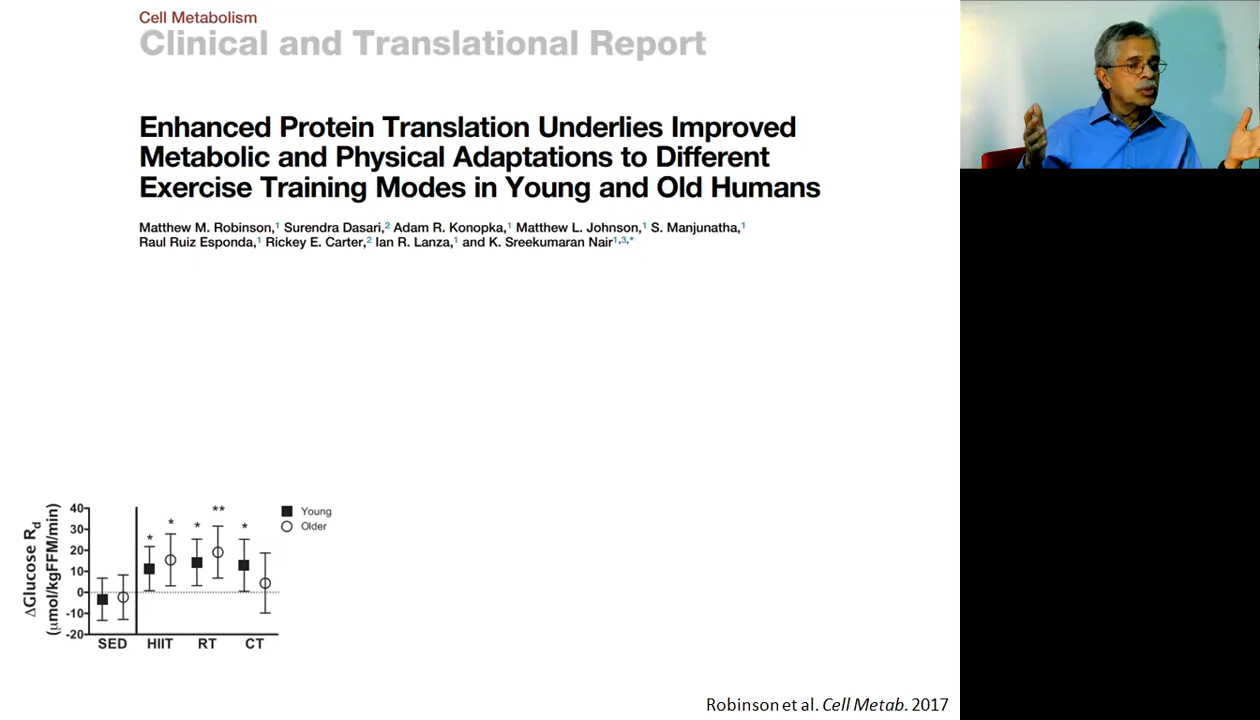 Cell Metabolism
Clinical and Translational Report
Enhanced Protein Translation Underlies Improved
Metabolic and Physical Adaptations to Different
Exercise Training Modes in Young and Old Humans
Matthew M. Robinson,¹ Surendra Dasari,² Adam R. Konopka,¹ Matthew L. Johnson,¹ S. Manjunatha,¹
Raul Ruiz Esponda,¹ Rickey E. Carter,² Ian R. Lanza,¹ and K. Sreekumaran Nair¹,³,*
ΔGlucose Rd
(µmol/kgFFM/min)
40
30
20
10
0
-10
-20
* * * ** *
Young
Older
SED HIIT RT CT
Robinson et al. Cell Metab. 2017